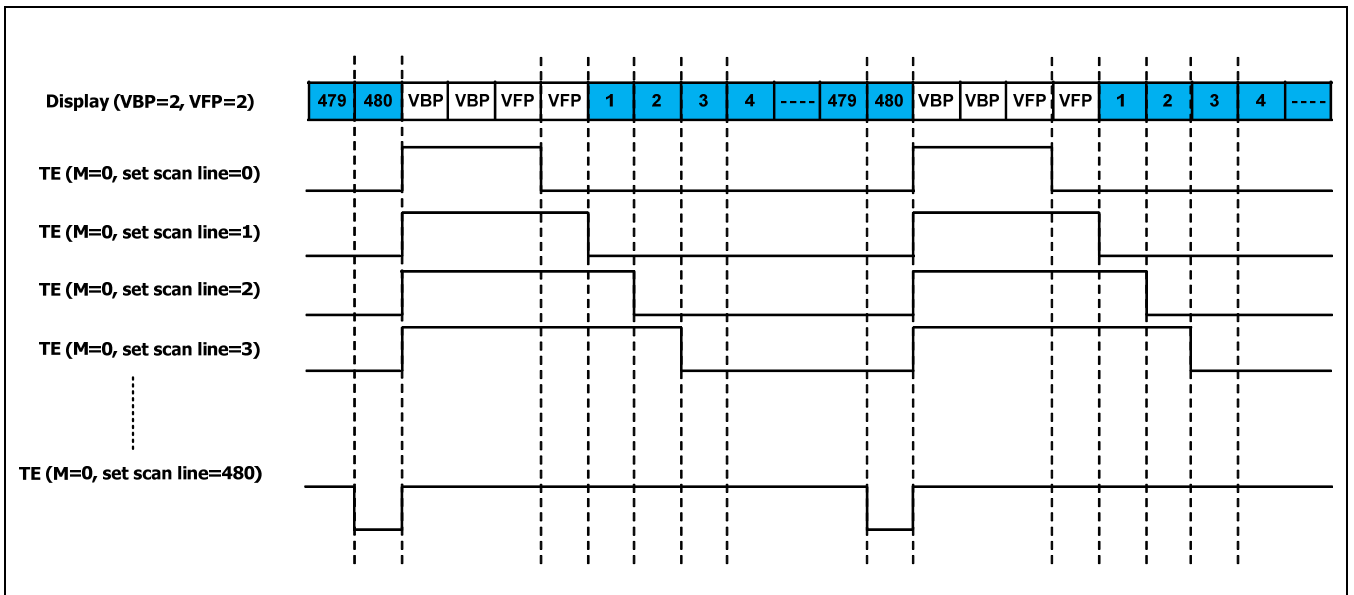 Display (VBP=2, VFP=2) 479 480 VBP VBP VFP VFP 1 2 3 4 ---- 479 480 VBP VBP VFP VFP 1 2 3 4 ----
TE (M=0, set scan line=0)
TE (M=0, set scan line=1)
TE (M=0, set scan line=2)
TE (M=0, set scan line=3)
TE (M=0, set scan line=480)